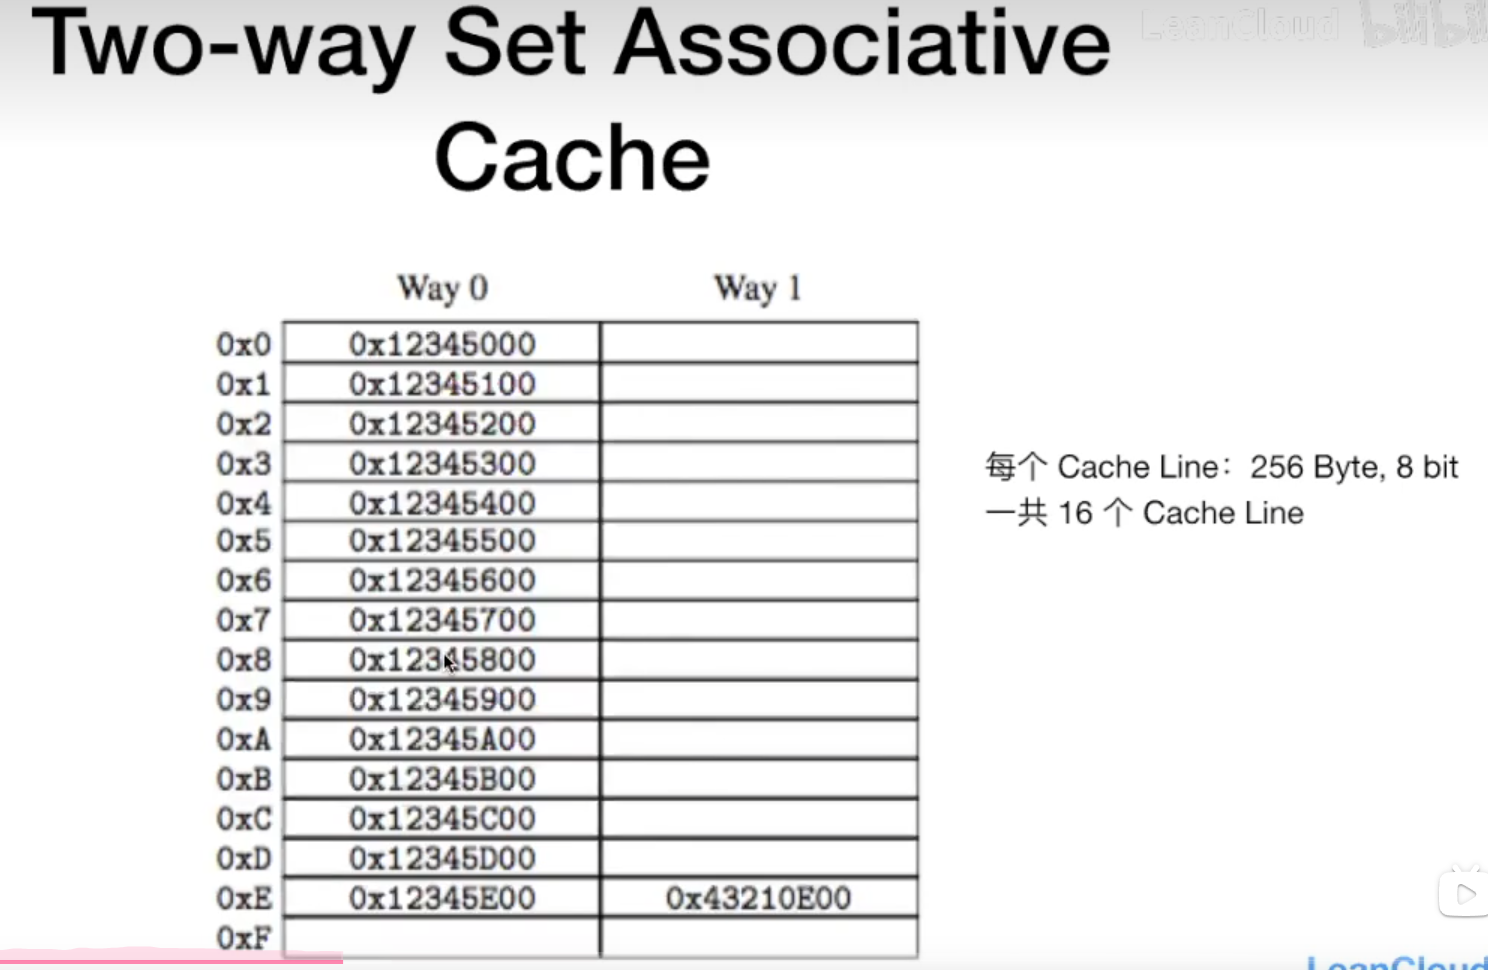 Two-way Set Associative
Cache
LeanCloud bilibili
Way 0 Way 1
0x0 0x12345000
0x1 0x12345100
0x2 0x12345200
0x3 0x12345300
0x4 0x12345400
0x5 0x12345500
0x6 0x12345600
0x7 0x12345700
0x8 0x12345800
0x9 0x12345900
0xA 0x12345A00
0xB 0x12345B00
0xC 0x12345C00
0xD 0x12345D00
0xE 0x12345E00 0x43210E00
0xF
每个 Cache Line：256 Byte, 8 bit
一共 16 个 Cache Line
LeanCloud